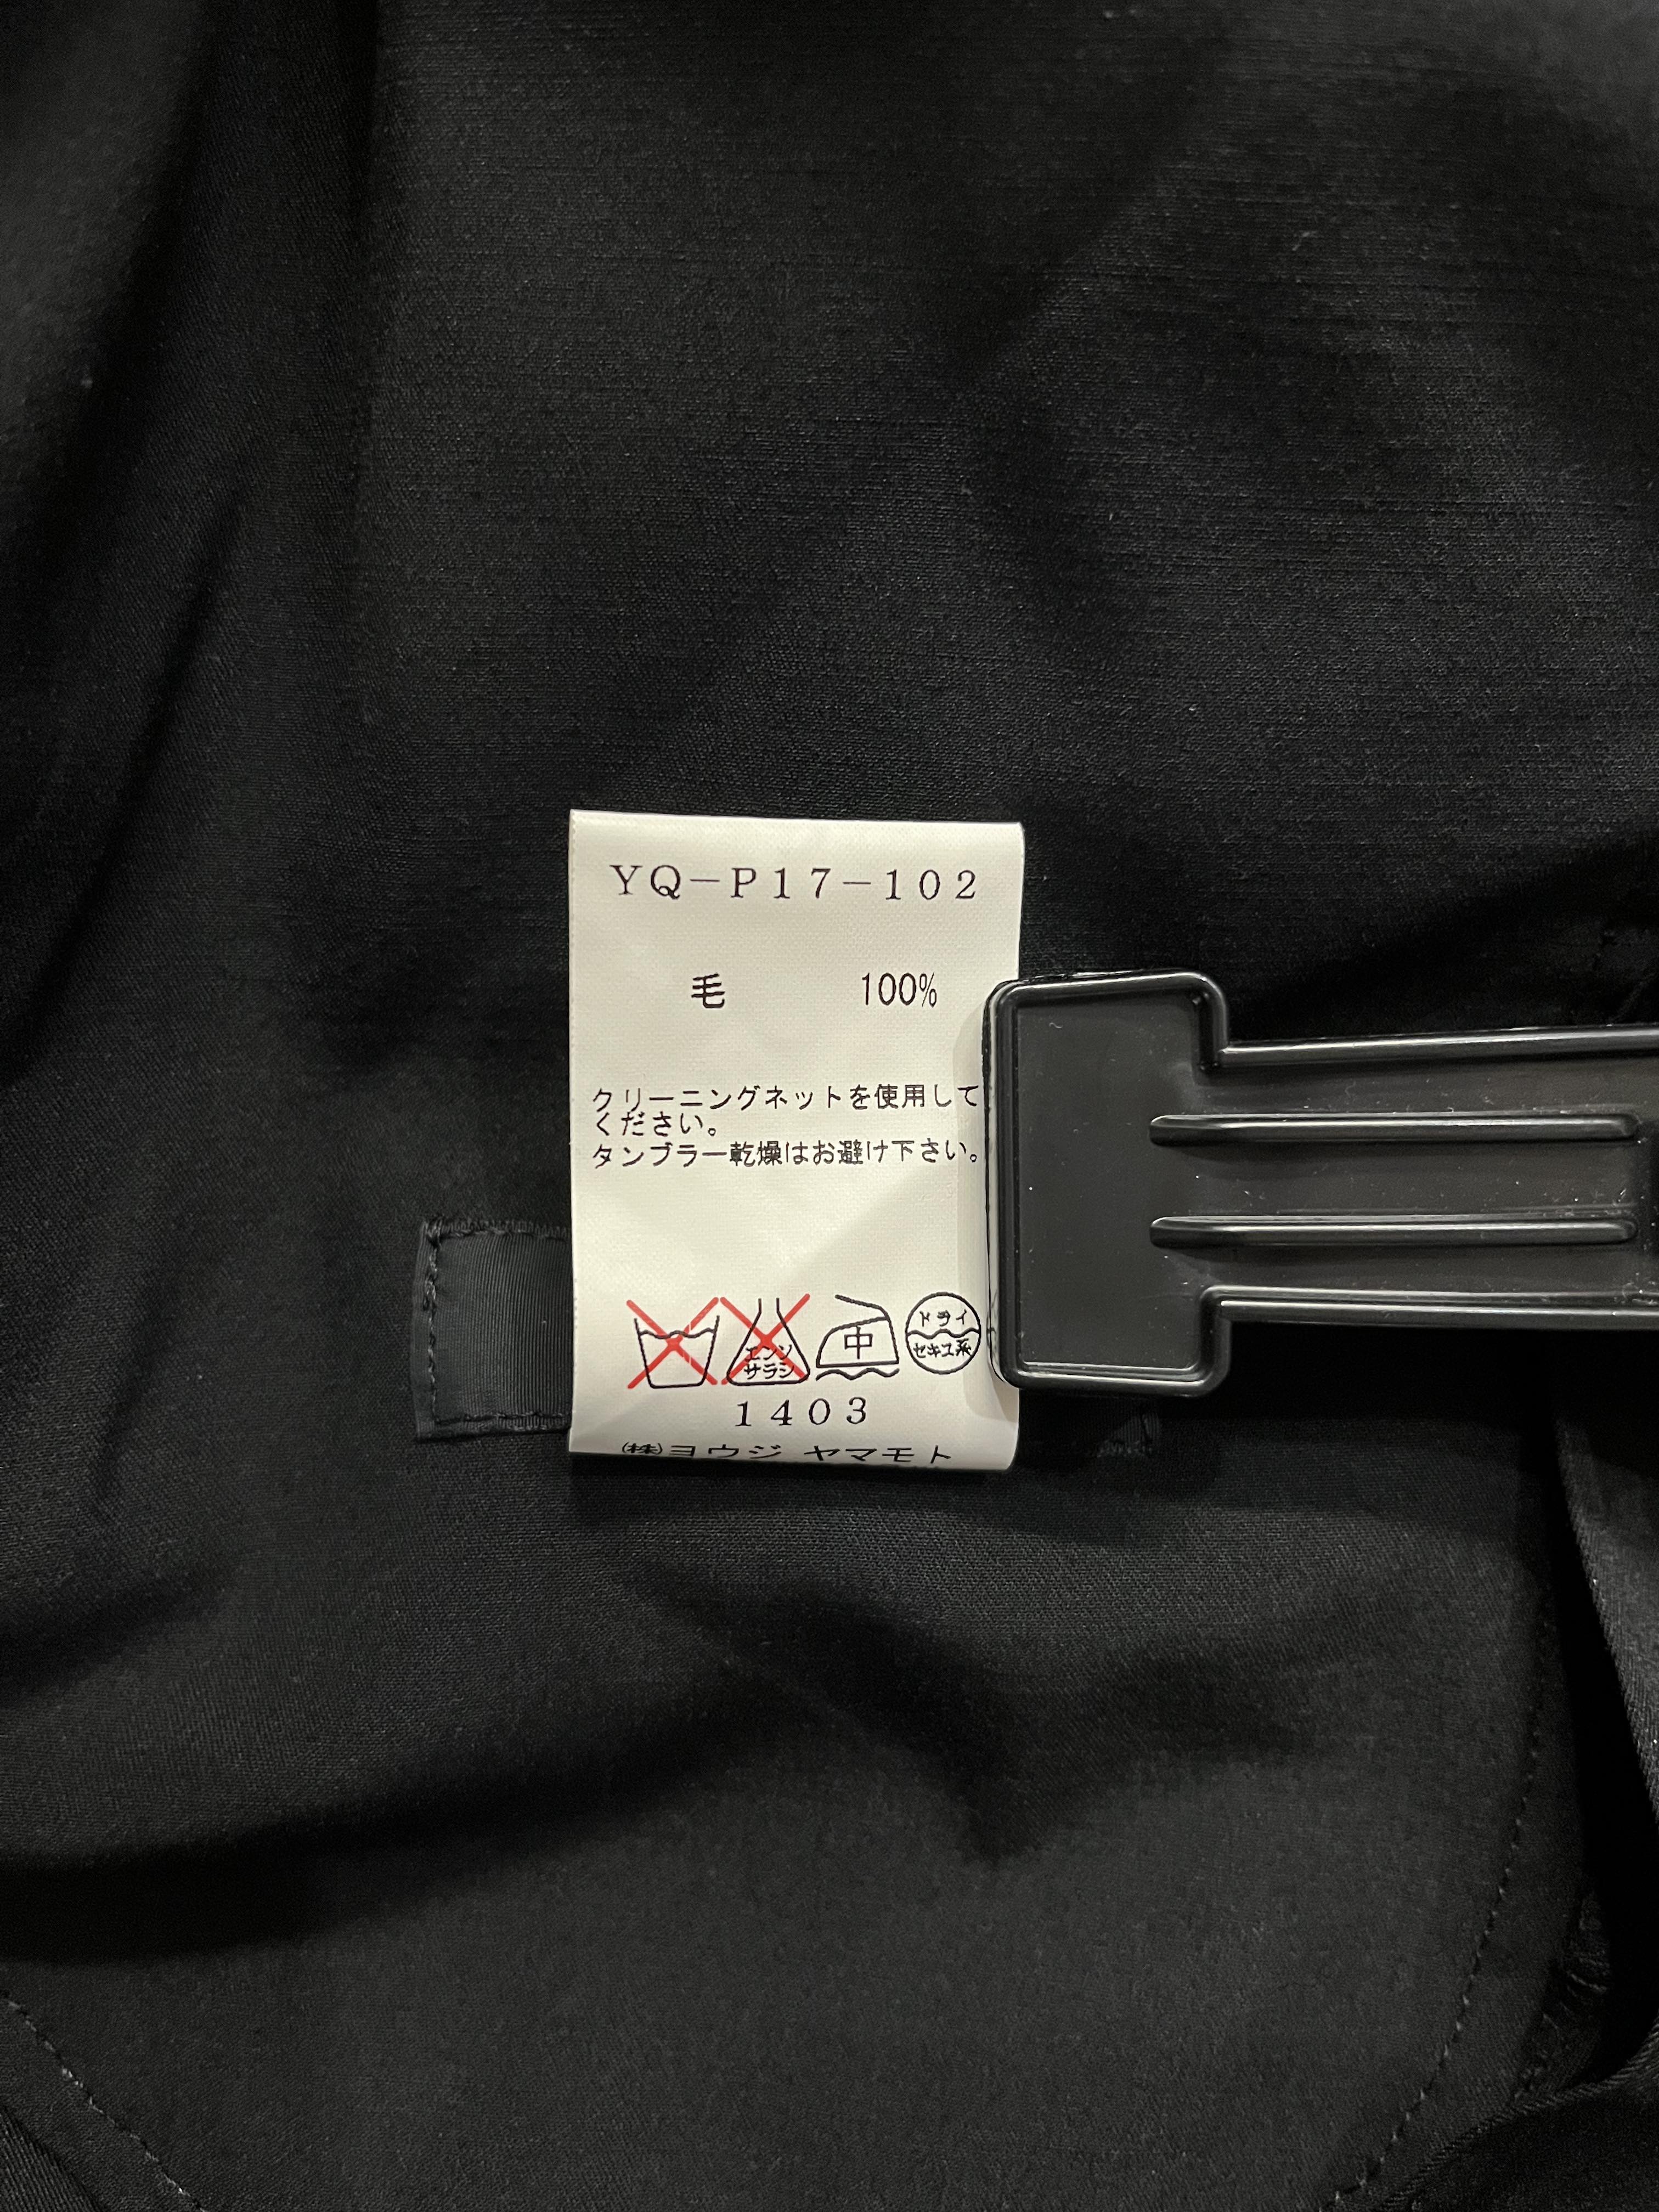 YQ-P17-102
毛 100%
クリーニングネットを使用して
ください。
タンブラー乾燥はお避け下さい。
エンソ
サラシ
中
ドライ
セキユ系
1403
㈱ヨウジ ヤマモト